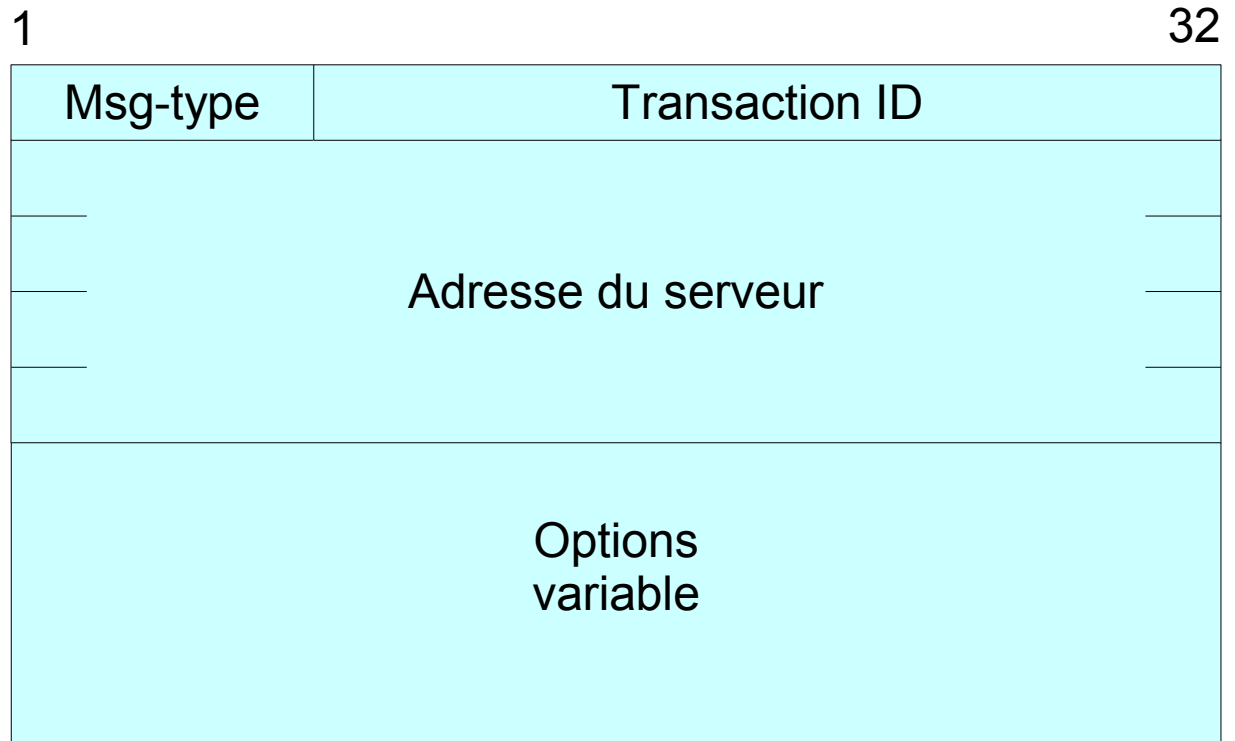 1 32
Msg-type Transaction ID
Adresse du serveur
Options
variable